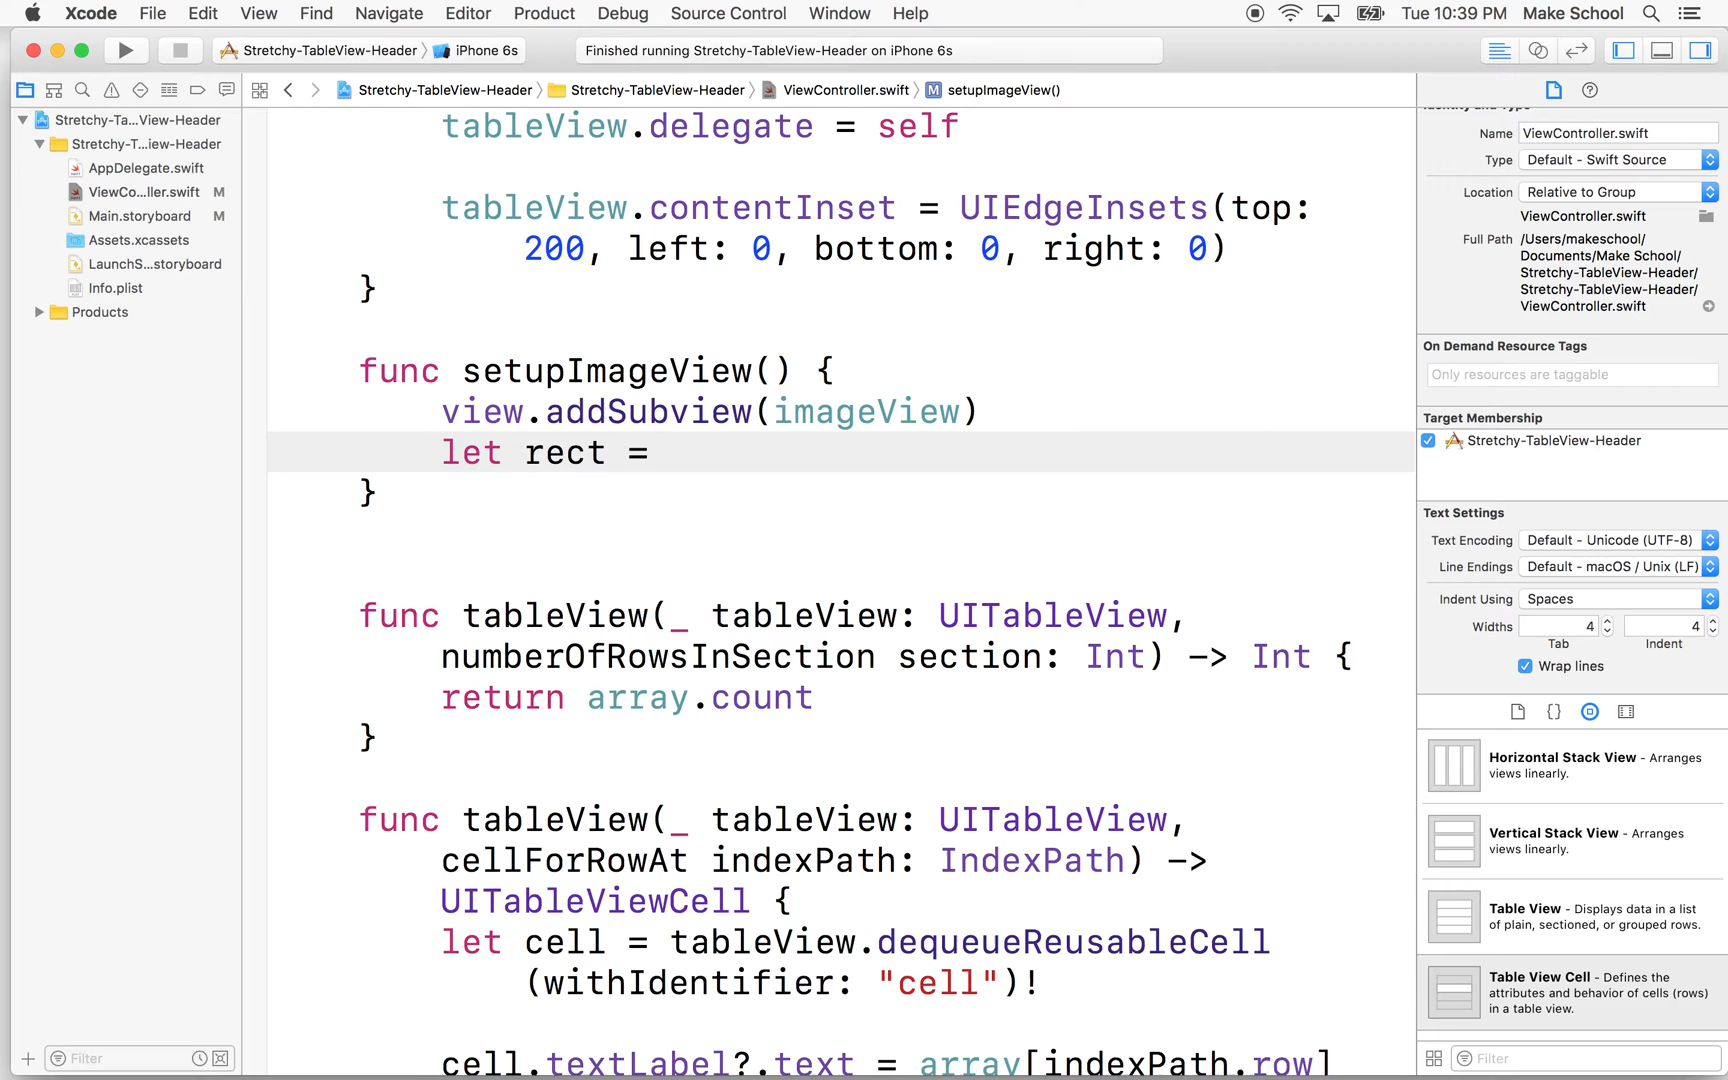 Xcode File Edit View Find Navigate Editor Product Debug Source Control Window Help Tue 10:39 PM Make School
Stretchy-TableView-Header iPhone 6s Finished running Stretchy-TableView-Header on iPhone 6s
Stretchy-TableView-Header Stretchy-TableView-Header ViewController.swift M setupImageView()
Stretchy-Ta...View-Header
Stretchy-T...iew-Header
AppDelegate.swift
ViewCo...ller.swift M
Main.storyboard M
Assets.xcassets
LaunchS...storyboard
Info.plist
Products
Filter
tableView.delegate = self
tableView.contentInset = UIEdgeInsets(top:
200, left: 0, bottom: 0, right: 0)
}
func setupImageView() {
view.addSubview(imageView)
let rect =
}
func tableView(_ tableView: UITableView,
numberOfRowsInSection section: Int) -> Int {
return array.count
}
func tableView(_ tableView: UITableView,
cellForRowAt indexPath: IndexPath) ->
UITableViewCell {
let cell = tableView.dequeueReusableCell
(withIdentifier: "cell")!
cell.textLabel?.text = array[indexPath.row]
Identity and Type
Name ViewController.swift
Type Default - Swift Source
Location Relative to Group
ViewController.swift
Full Path /Users/makeschool/
Documents/Make School/
Stretchy-TableView-Header/
Stretchy-TableView-Header/
ViewController.swift
On Demand Resource Tags
Only resources are taggable
Target Membership
Stretchy-TableView-Header
Text Settings
Text Encoding Default - Unicode (UTF-8)
Line Endings Default - macOS / Unix (LF)
Indent Using Spaces
Widths 4 4
Tab Indent
Wrap lines
Horizontal Stack View - Arranges
views linearly.
Vertical Stack View - Arranges
views linearly.
Table View - Displays data in a list
of plain, sectioned, or grouped rows.
Table View Cell - Defines the
attributes and behavior of cells (rows)
in a table view.
Filter